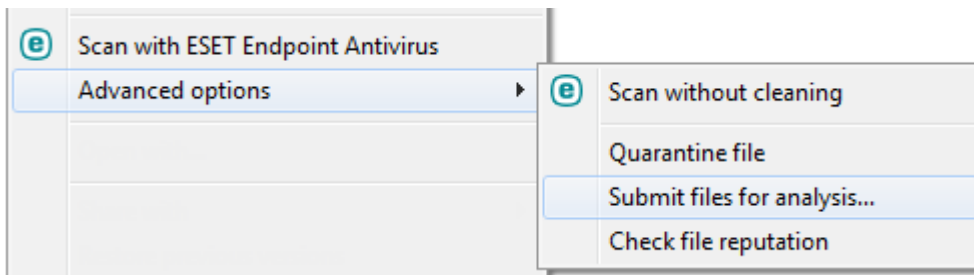 Scan with ESET Endpoint Antivirus
Advanced options
Scan without cleaning
Quarantine file
Submit files for analysis...
Check file reputation